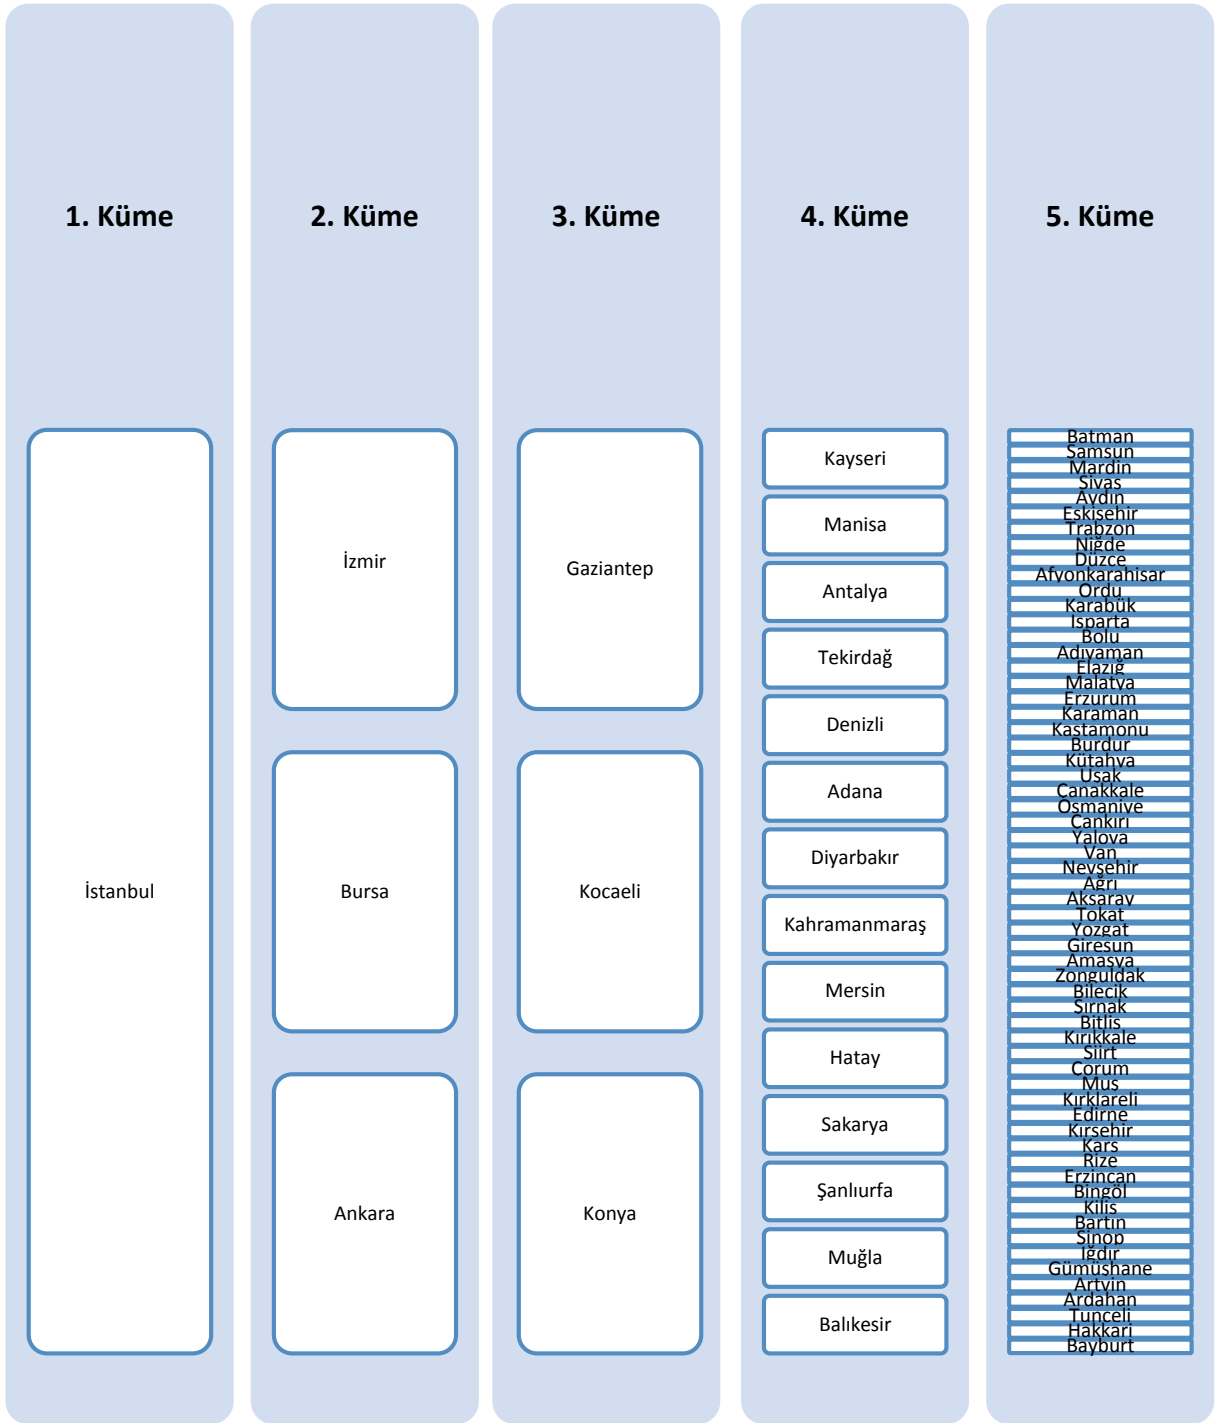 1. Küme
İstanbul
2. Küme
İzmir
Bursa
Ankara
3. Küme
Gaziantep
Kocaeli
Konya
4. Küme
Kayseri
Manisa
Antalya
Tekirdağ
Denizli
Adana
Diyarbakır
Kahramanmaraş
Mersin
Hatay
Sakarya
Şanlıurfa
Muğla
Balıkesir
5. Küme
Batman
Samsun
Mardin
Sivas
Aydın
Eskişehir
Trabzon
Niğde
Düzce
Afyonkarahisar
Ordu
Karabük
Isparta
Bolu
Adıyaman
Elazığ
Malatya
Erzurum
Karaman
Kastamonu
Burdur
Kütahya
Uşak
Çanakkale
Osmaniye
Çankırı
Yalova
Van
Nevşehir
Ağrı
Aksaray
Tokat
Yozgat
Giresun
Amasya
Zonguldak
Bilecik
Şırnak
Bitlis
Kırıkkale
Siirt
Çorum
Muş
Kırklareli
Edirne
Kırşehir
Kars
Rize
Erzincan
Bingöl
Kilis
Bartın
Sinop
Iğdır
Gümüşhane
Artvin
Ardahan
Tunceli
Hakkari
Bayburt